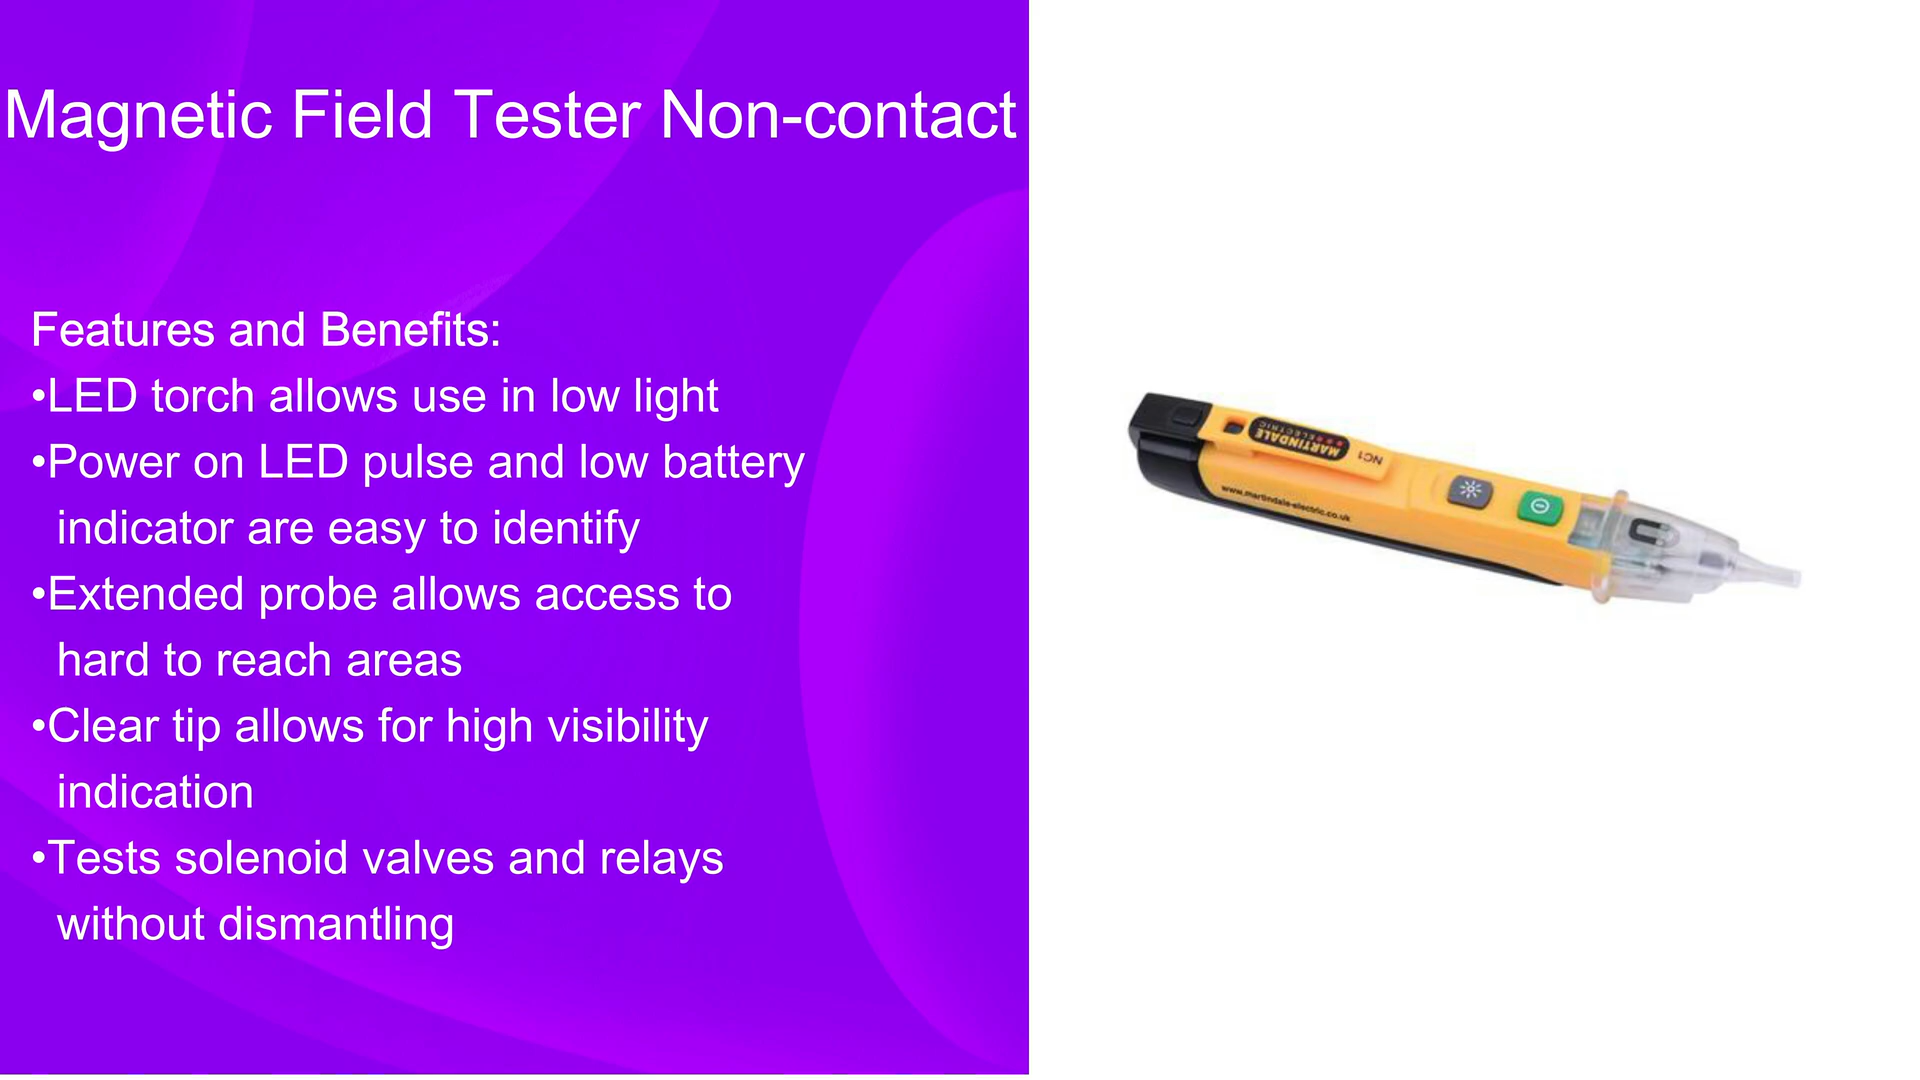 Magnetic Field Tester Non-contact
Features and Benefits:
•LED torch allows use in low light
•Power on LED pulse and low battery
indicator are easy to identify
•Extended probe allows access to
hard to reach areas
•Clear tip allows for high visibility
indication
•Tests solenoid valves and relays
without dismantling
MARTINDALE
ELECTRIC
NC1
www.martindale-electric.co.uk